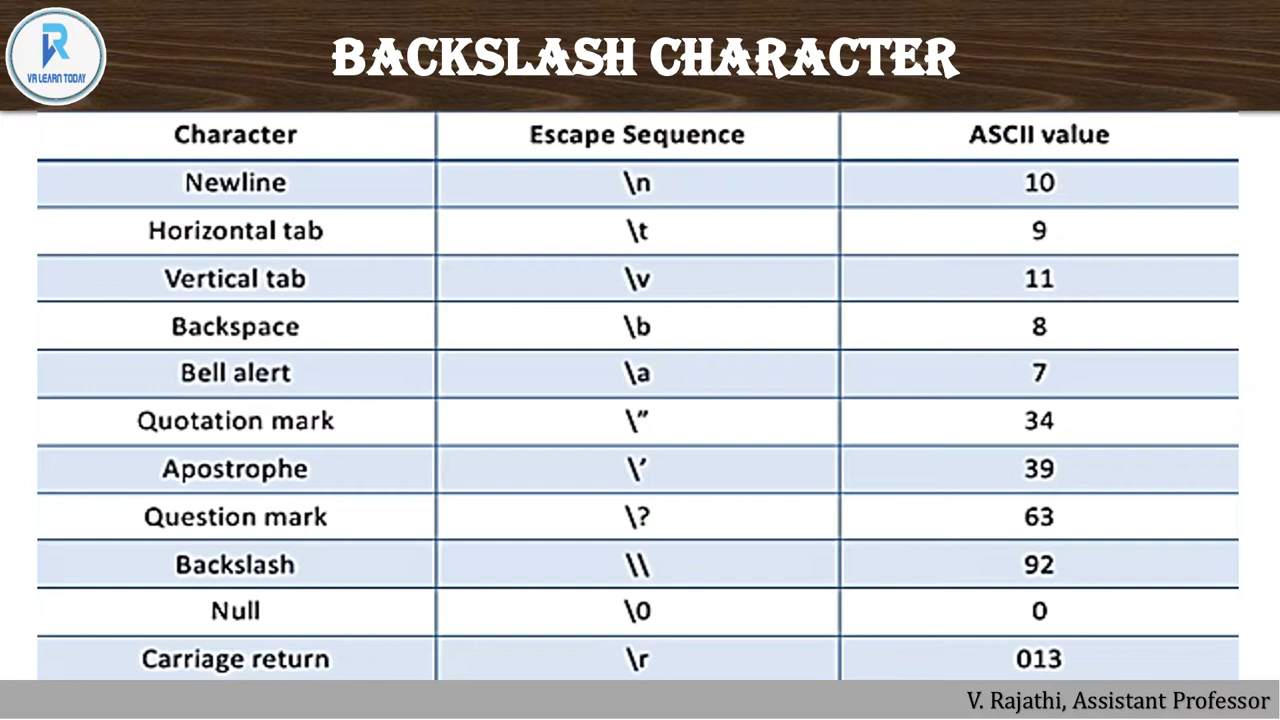 VR LEARN TODAY
BACKSLASH CHARACTER
Character Escape Sequence ASCII value
Newline \n 10
Horizontal tab \t 9
Vertical tab \v 11
Backspace \b 8
Bell alert \a 7
Quotation mark \” 34
Apostrophe \’ 39
Question mark \? 63
Backslash \\ 92
Null \0 0
Carriage return \r 013
V. Rajathi, Assistant Professor